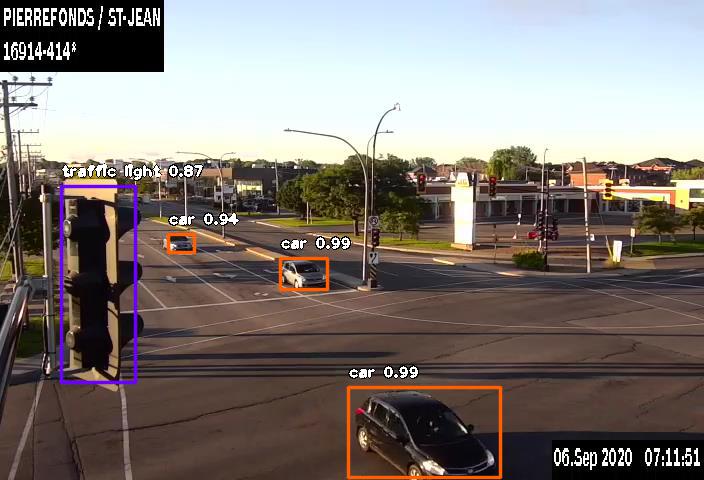 PIERREFONDS / ST-JEAN
16914-414*
traffic light 0.87
car 0.94
car 0.99
car 0.99
06.Sep 2020 07:11:51